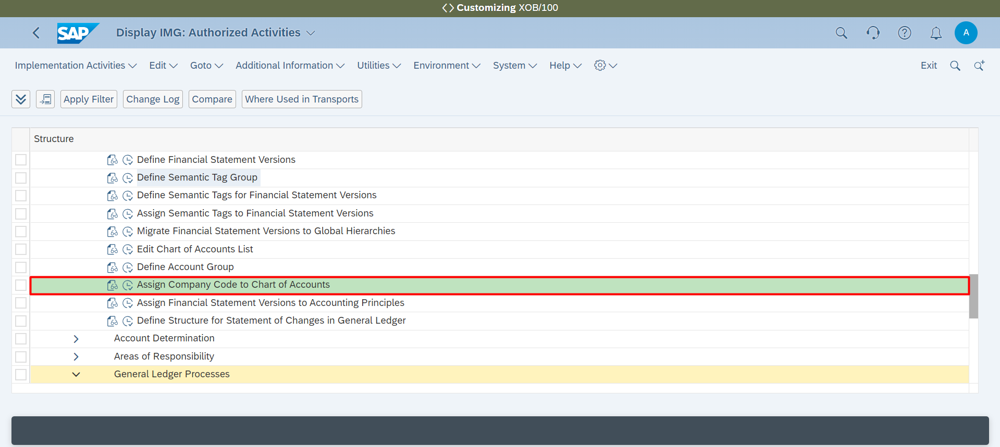 Customizing XOB/100
SAP Display IMG: Authorized Activities A
Implementation Activities Edit Goto Additional Information Utilities Environment System Help Exit
Apply Filter Change Log Compare Where Used in Transports
Structure
Define Financial Statement Versions
Define Semantic Tag Group
Define Semantic Tags for Financial Statement Versions
Assign Semantic Tags to Financial Statement Versions
Migrate Financial Statement Versions to Global Hierarchies
Edit Chart of Accounts List
Define Account Group
Assign Company Code to Chart of Accounts
Assign Financial Statement Versions to Accounting Principles
Define Structure for Statement of Changes in General Ledger
Account Determination
Areas of Responsibility
General Ledger Processes